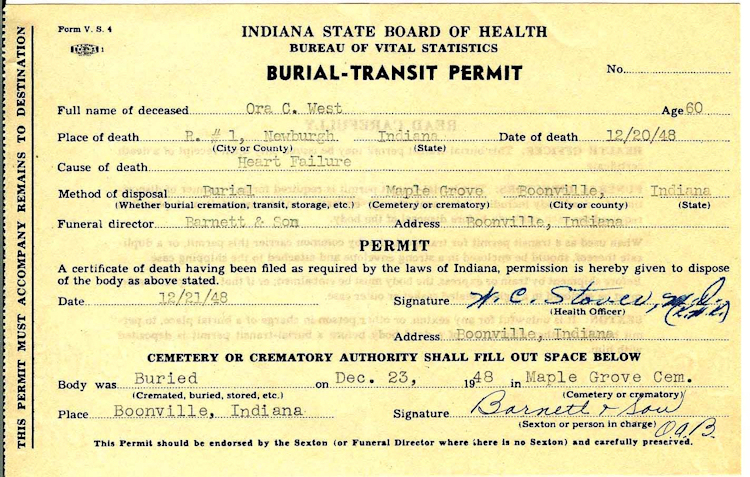 Form V. S. 4
INDIANA STATE BOARD OF HEALTH
BUREAU OF VITAL STATISTICS
BURIAL-TRANSIT PERMIT
No.
Full name of deceased Ora C. West Age 60
Place of death R. # 1, Newburgh Indiana Date of death 12/20/48
(City or County) (State)
Cause of death Heart Failure
Method of disposal Burial Maple Grove Boonville, Indiana
(Whether burial cremation, transit, storage, etc.) (Cemetery or crematory) (City or county) (State)
Funeral director Barnett & Son Address Boonville, Indiana
PERMIT
A certificate of death having been filed as required by the laws of Indiana, permission is hereby given to dispose
of the body as above stated.
Date 12/21/48 Signature W. C. Stover, M.D.
(Health Officer)
Address Boonville, Indiana
CEMETERY OR CREMATORY AUTHORITY SHALL FILL OUT SPACE BELOW
Body was Buried on Dec. 23, 1948 in Maple Grove Cem.
(Cremated, buried, stored, etc.) (Cemetery or crematory)
Place Boonville, Indiana Signature Barnett & Son
(Sexton or person in charge) O.a.B.
This Permit should be endorsed by the Sexton (or Funeral Director where there is no Sexton) and carefully preserved.
THIS PERMIT MUST ACCOMPANY REMAINS TO DESTINATION